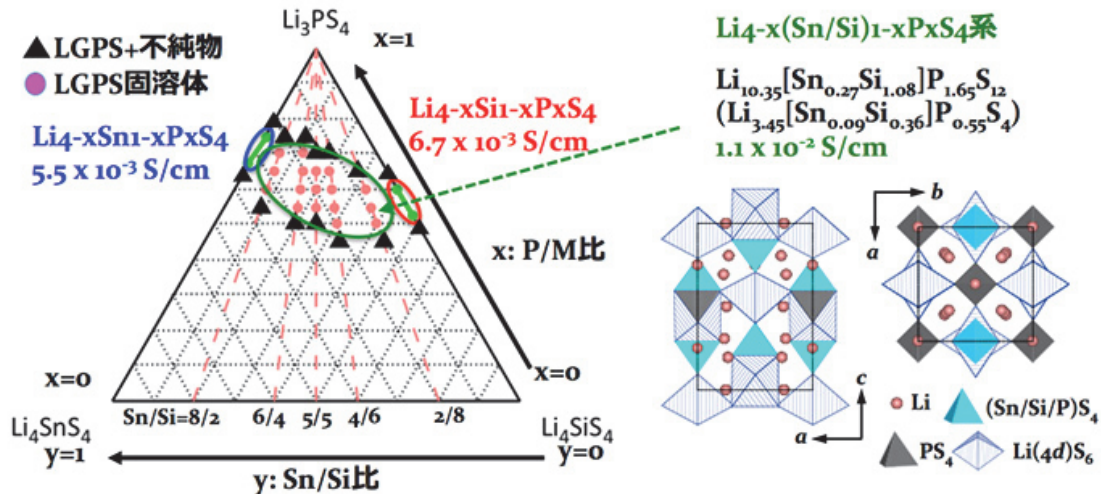 Li₃PS₄
x=1
▲LGPS+不純物
●LGPS固溶体
Li4-xSn1-xPxS4
5.5 x 10⁻³ S/cm
Li4-xSi1-xPxS4
6.7 x 10⁻³ S/cm
x: P/M比
x=0
x=0
Sn/Si=8/2 6/4 5/5 4/6 2/8
Li₄SnS₄
Li₄SiS₄
y=1
y=0
y: Sn/Si比
Li4-x(Sn/Si)1-xPxS4系
Li₁₀.₃₅[Sn₀.₂₇Si₁.₀₈]P₁.₆₅S₁₂
(Li₃.₄₅[Sn₀.₀₉Si₀.₃₆]P₀.₅₅S₄)
1.1 x 10⁻² S/cm
b
a
c
a
Li
(Sn/Si/P)S₄
PS₄
Li(4d)S₆